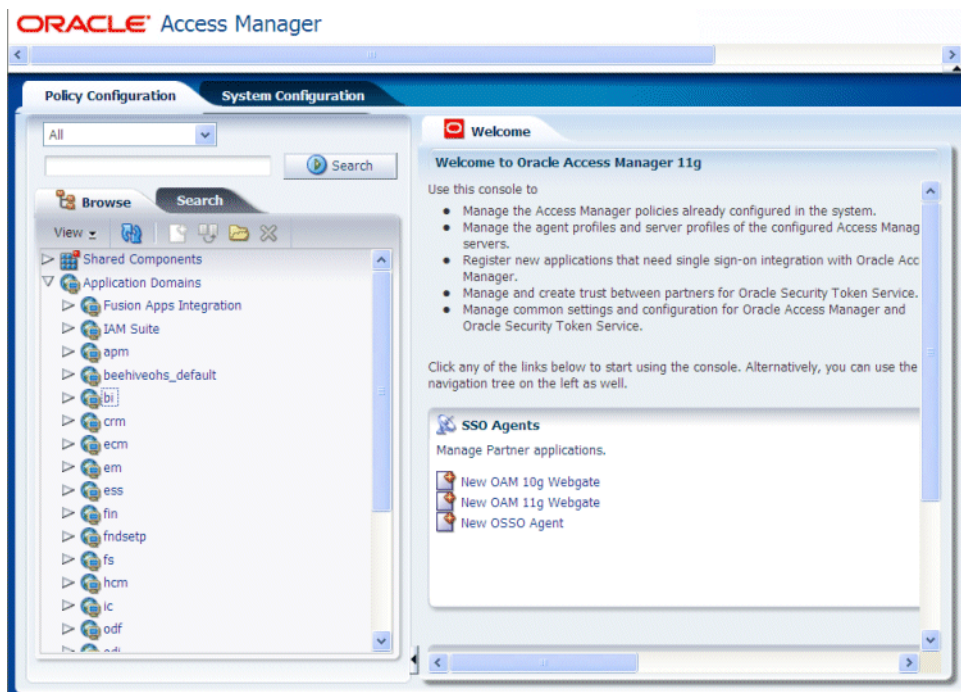 ORACLE® Access Manager
Policy Configuration
System Configuration
All
Search
Browse
Search
View
Shared Components
Application Domains
Fusion Apps Integration
IAM Suite
apm
beehiveohs_default
bi
crm
ecm
em
ess
fin
fndsetp
fs
hcm
ic
odf
Welcome
Welcome to Oracle Access Manager 11g
Use this console to
● Manage the Access Manager policies already configured in the system.
● Manage the agent profiles and server profiles of the configured Access Manag
servers.
● Register new applications that need single sign-on integration with Oracle Acc
Manager.
● Manage and create trust between partners for Oracle Security Token Service.
● Manage common settings and configuration for Oracle Access Manager and
Oracle Security Token Service.
Click any of the links below to start using the console. Alternatively, you can use the
navigation tree on the left as well.
SSO Agents
Manage Partner applications.
New OAM 10g Webgate
New OAM 11g Webgate
New OSSO Agent